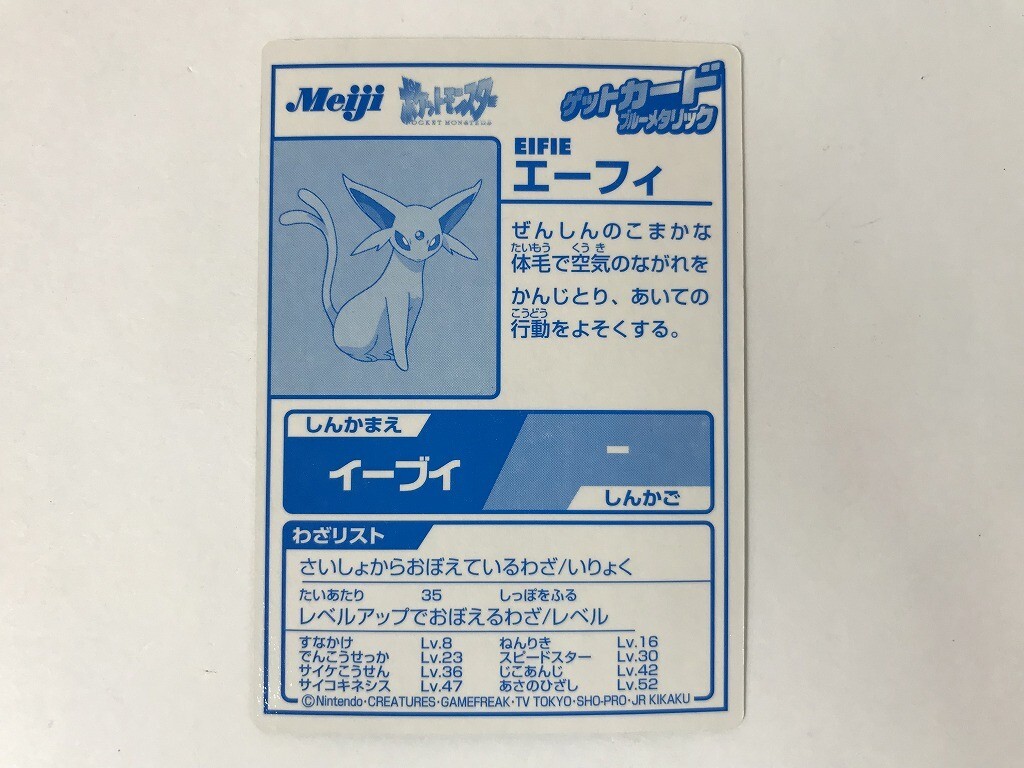 Meiji ポケットモンスター ゲットカード
POCKET MONSTERS ブルーメタリック
EIFIE
エーフィ
ぜんしんのこまかな
たいもう くうき
体毛で空気のながれを
かんじとり、あいての
こうどう
行動をよそくする。
しんかまえ
イーブイ
-
しんかご
わざリスト
さいしょからおぼえているわざ/いりょく
たいあたり 35 しっぽをふる
レベルアップでおぼえるわざ/レベル
すなかけ Lv.8 ねんりき Lv.16
でんこうせっか Lv.23 スピードスター Lv.30
サイケこうせん Lv.36 じこあんじ Lv.42
サイコキネシス Lv.47 あさのひざし Lv.52
©Nintendo・CREATURES・GAMEFREAK・TV TOKYO・SHO-PRO・JR KIKAKU